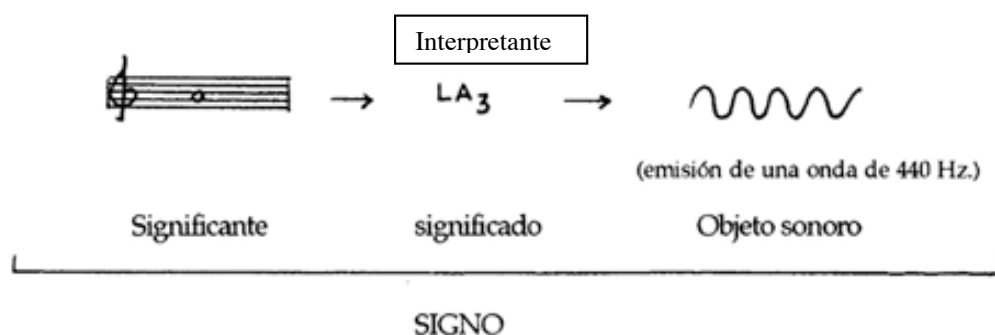 Interpretante
LA3
(emisión de una onda de 440 Hz.)
Significante significado Objeto sonoro
SIGNO